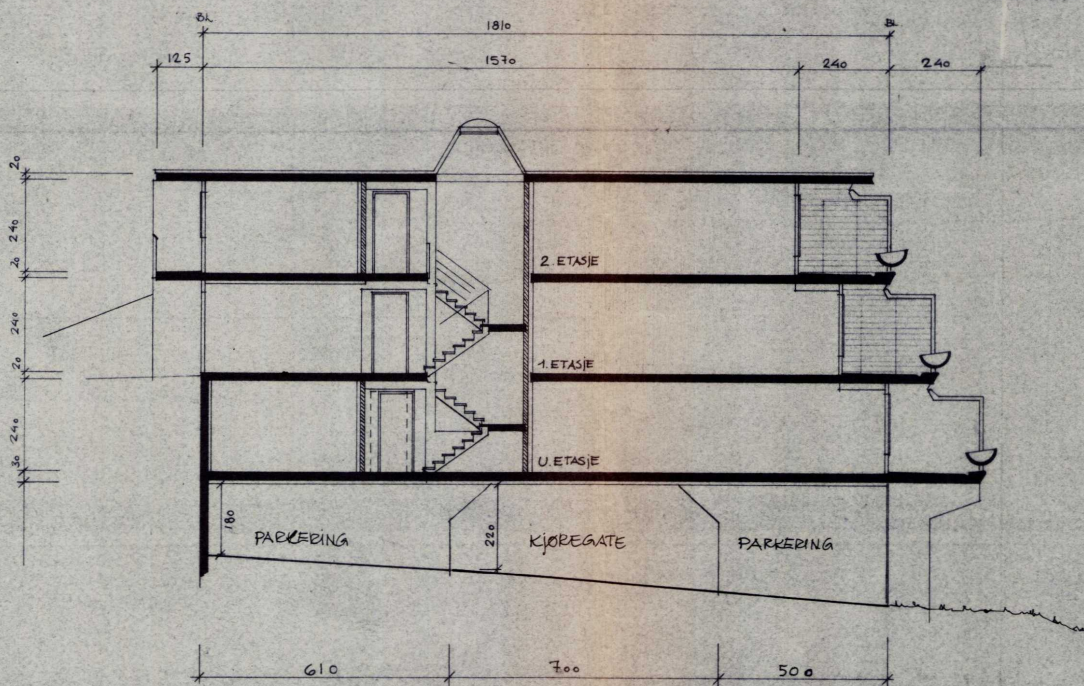 BL
1810
BL
125
1570
240
240
20
240
20
2. ETASJE
240
1. ETASJE
20
240
U. ETASJE
30
180
PARKERING
220
KJØREGATE
PARKERING
610
700
500